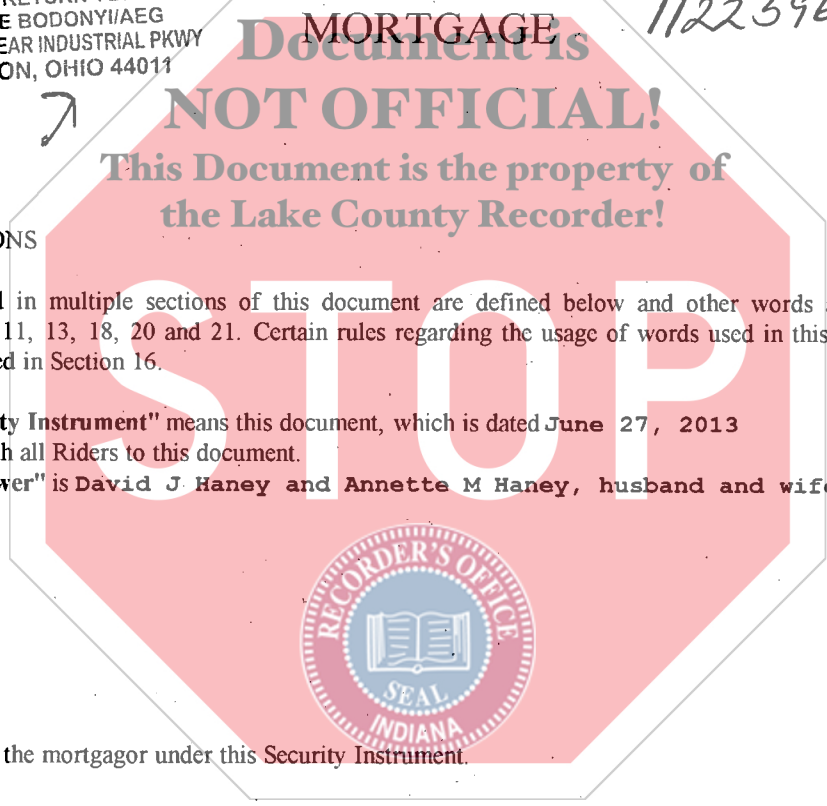 RETURN TO
E BODONYI/AEG
EAR INDUSTRIAL PKWY
ON, OHIO 44011
MORTGAGE
Document is
NOT OFFICIAL!
This Document is the property of
the Lake County Recorder!
ONS
in multiple sections of this document are defined below and other words
11, 13, 18, 20 and 21. Certain rules regarding the usage of words used in this
ed in Section 16.
ty Instrument" means this document, which is dated June 27, 2013
h all Riders to this document.
wer" is David J Haney and Annette M Haney, husband and wife
STOP
RECORDER'S OFFICE
SEAL
INDIANA
the mortgagor under this Security Instrument.